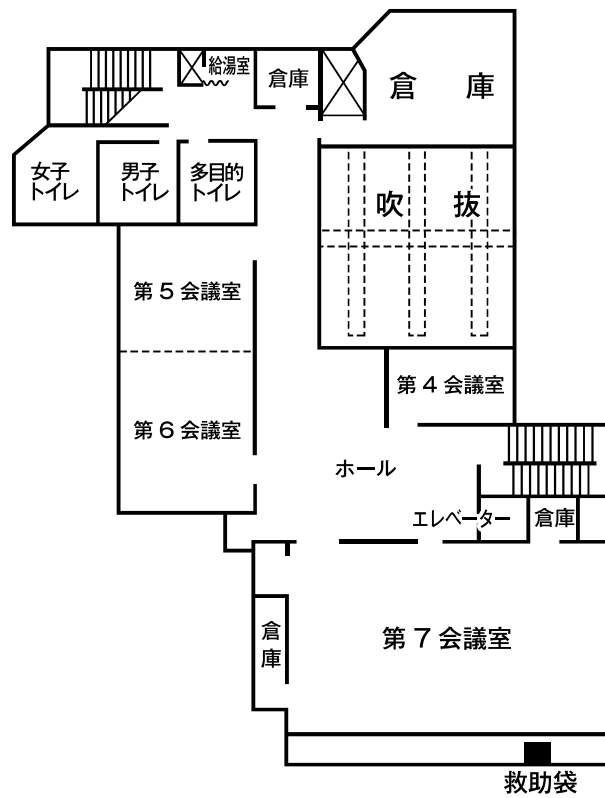 給湯室
倉庫
倉庫
女子
トイレ
男子
トイレ
多目的
トイレ
吹抜
第5会議室
第4会議室
第6会議室
ホール
エレベーター
倉庫
倉庫
第7会議室
救助袋